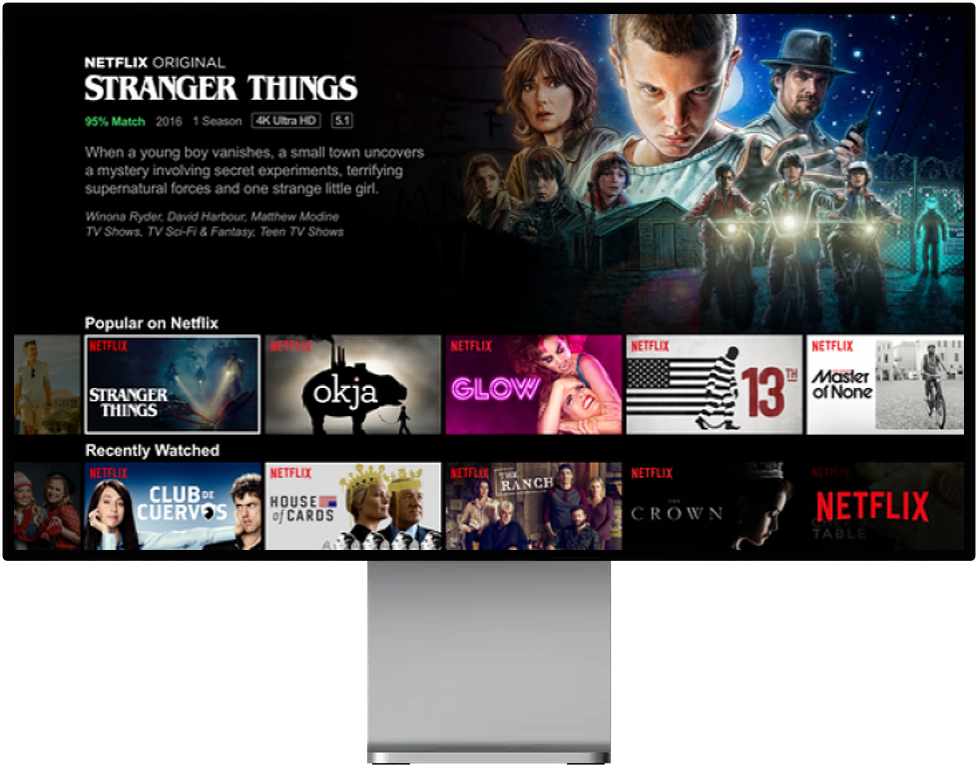 NETFLIX ORIGINAL
STRANGER THINGS
95% Match 2016 1 Season 4K Ultra HD 5.1
When a young boy vanishes, a small town uncovers
a mystery involving secret experiments, terrifying
supernatural forces and one strange little girl.
Winona Ryder, David Harbour, Matthew Modine
TV Shows, TV Sci-Fi & Fantasy, Teen TV Shows
Popular on Netflix
NETFLIX
STRANGER
THINGS
NETFLIX
okja
NETFLIX
GLOW
NETFLIX
13TH
NETFLIX
Master
of None
Recently Watched
NETFLIX
CLUB DE
CUERVOS
NETFLIX
HOUSE
of CARDS
NETFLIX
THE
RANCH
NETFLIX
THE
CROWN
NETFLIX
NETFLIX
TABLE